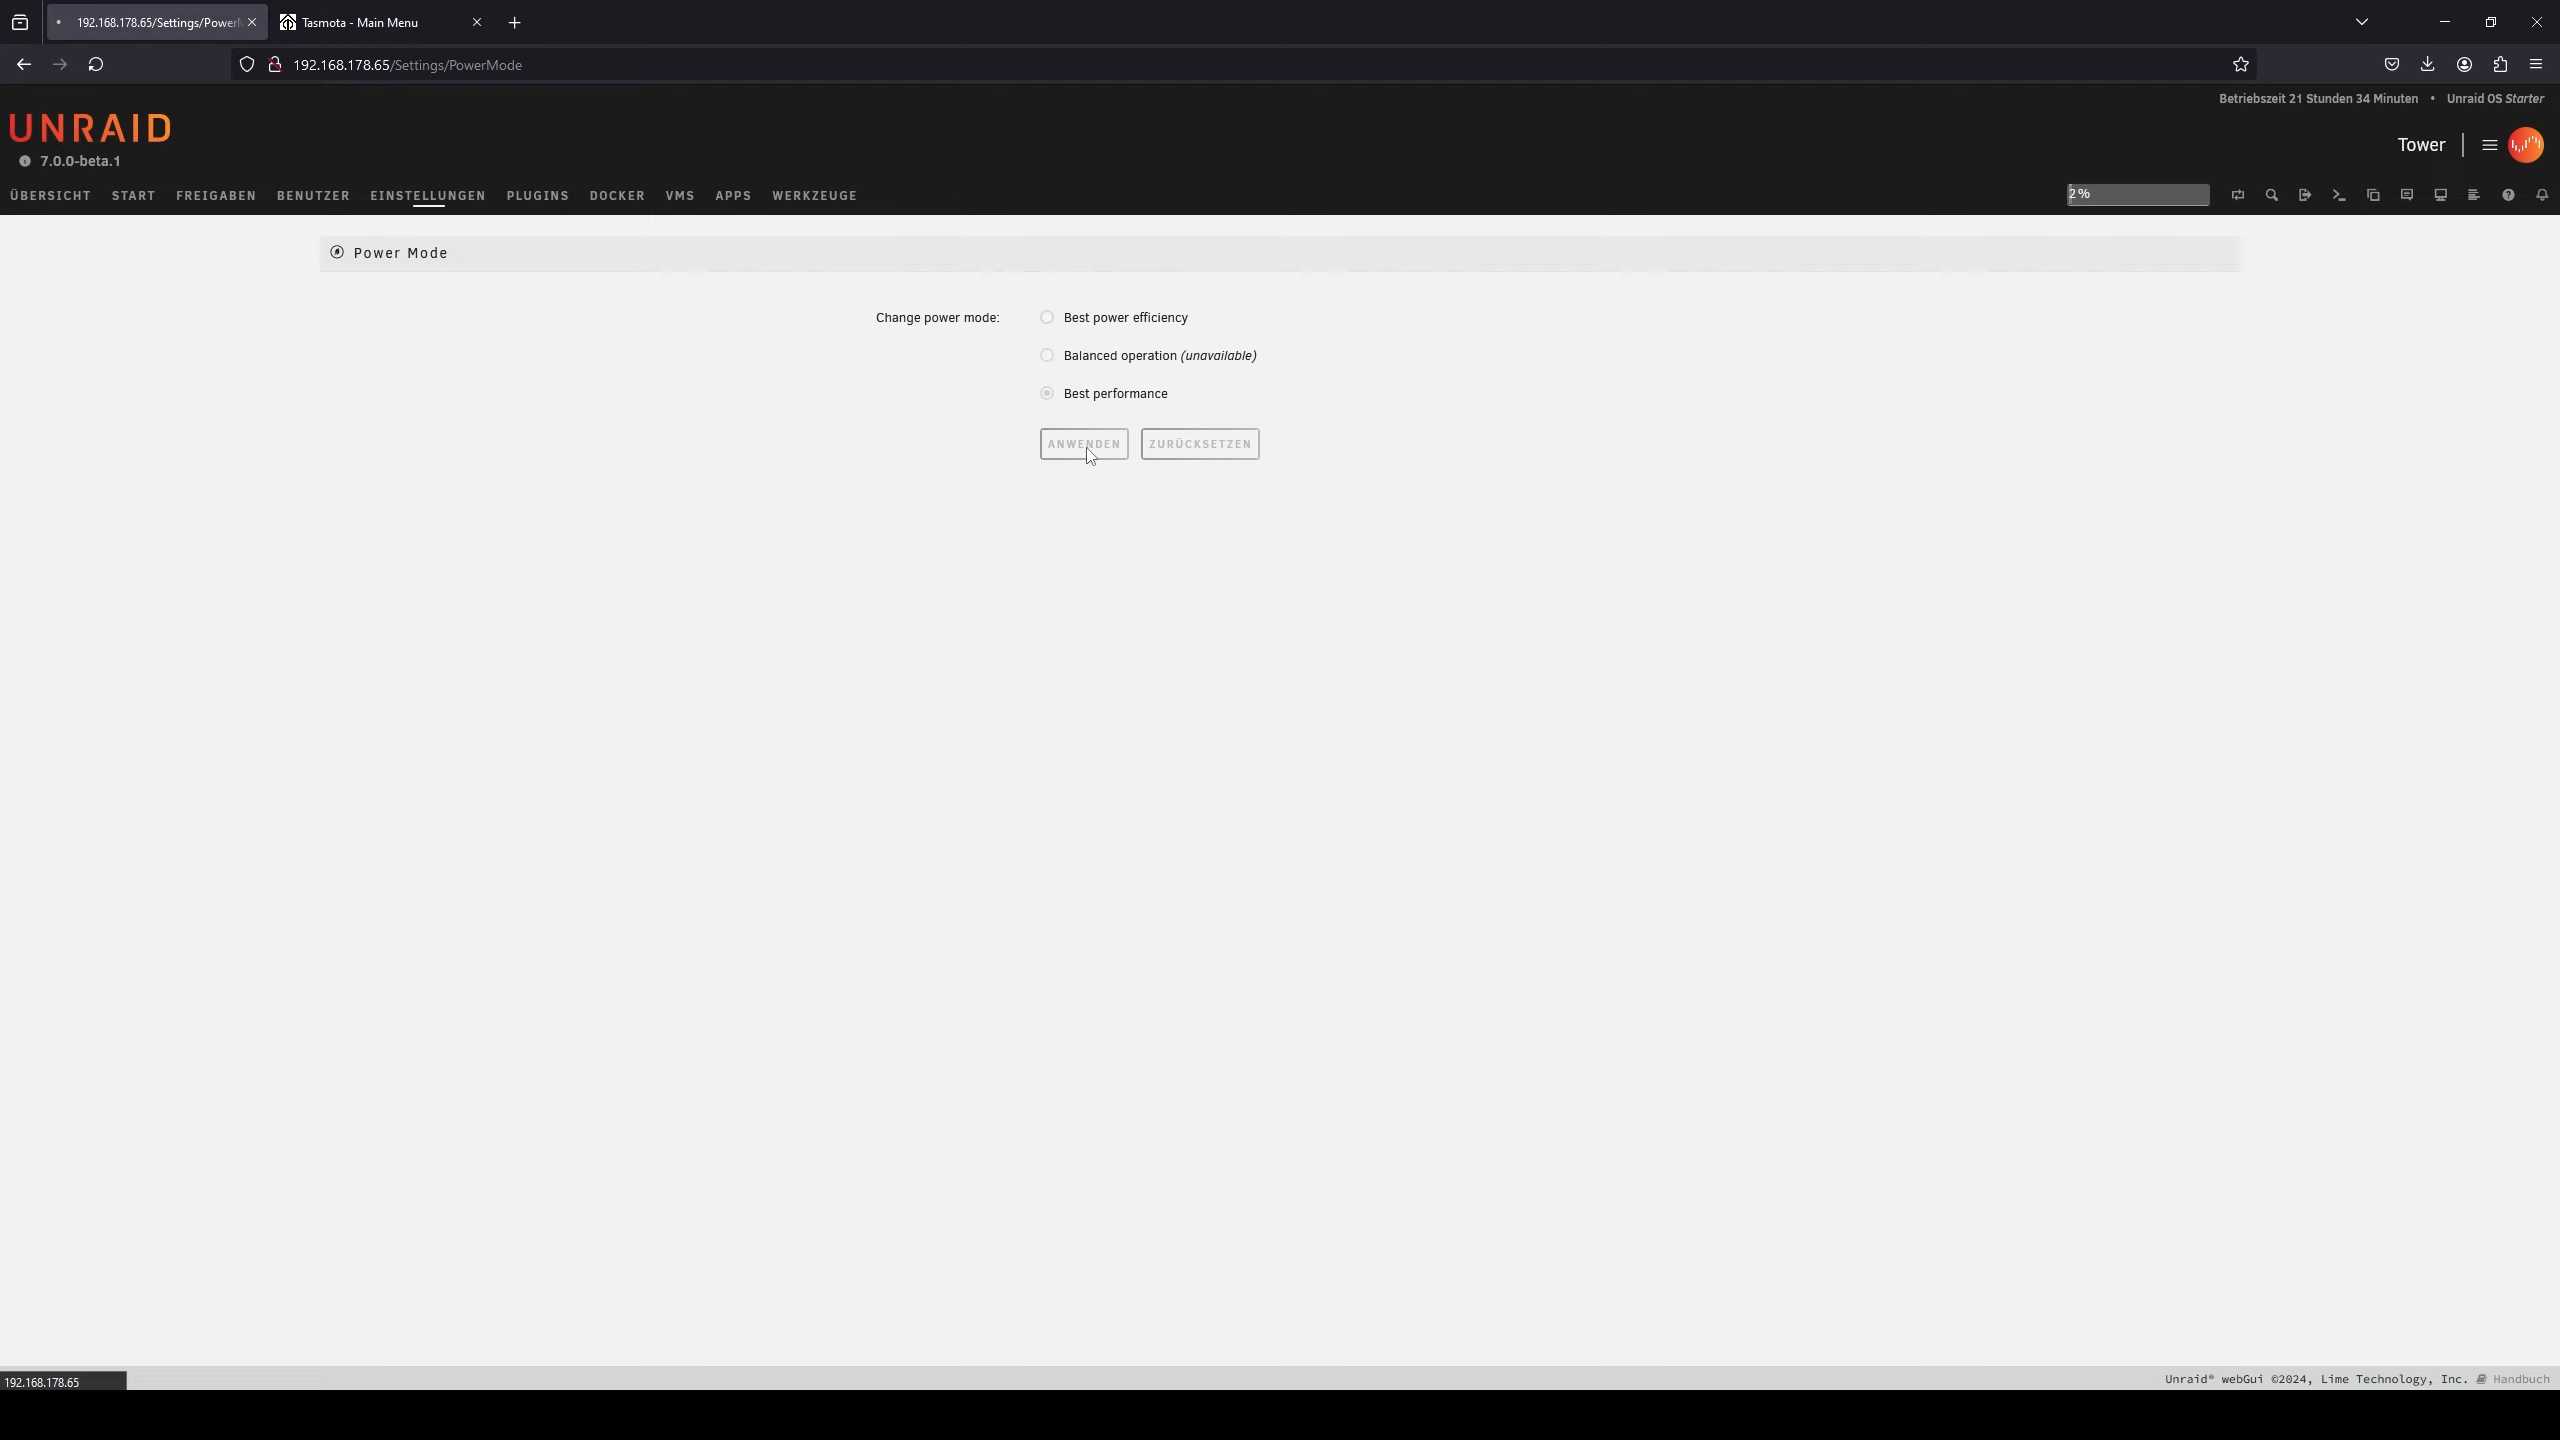 192.168.178.65/Settings/PowerM
Tasmota - Main Menu
192.168.178.65/Settings/PowerMode
Betriebszeit 21 Stunden 34 Minuten • Unraid OS Starter
UNRAID
7.0.0-beta.1
Tower
ÜBERSICHT START FREIGABEN BENUTZER EINSTELLUNGEN PLUGINS DOCKER VMS APPS WERKZEUGE
2%
Power Mode
Change power mode:
Best power efficiency
Balanced operation (unavailable)
Best performance
ANWENDEN ZURÜCKSETZEN
192.168.178.65
Unraid® webGui ©2024, Lime Technology, Inc. Handbuch